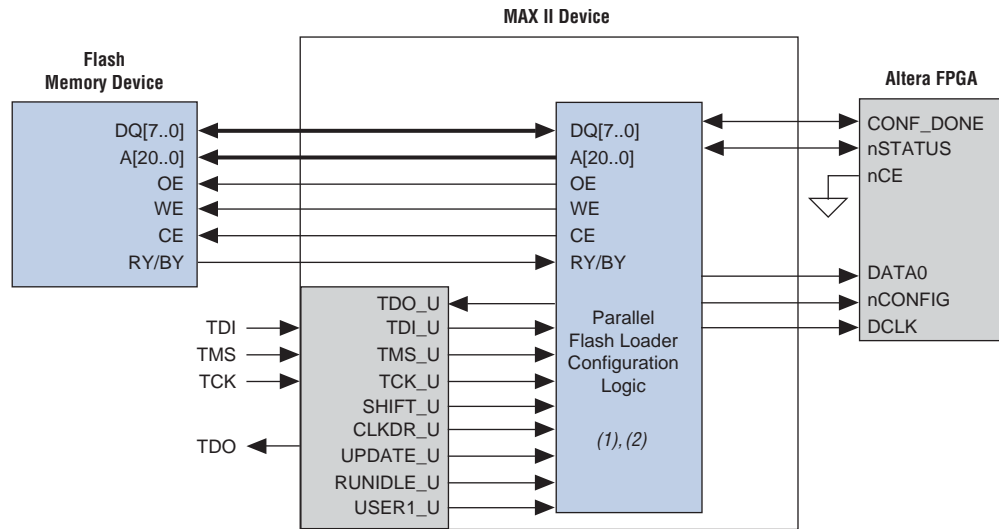 MAX II Device
Flash
Memory Device
Altera FPGA
DQ[7..0]
A[20..0]
OE
WE
CE
RY/BY
DQ[7..0]
A[20..0]
OE
WE
CE
RY/BY
Parallel
Flash Loader
Configuration
Logic
(1), (2)
CONF_DONE
nSTATUS
nCE
DATA0
nCONFIG
DCLK
TDI
TMS
TCK
TDO
TDO_U
TDI_U
TMS_U
TCK_U
SHIFT_U
CLKDR_U
UPDATE_U
RUNIDLE_U
USER1_U